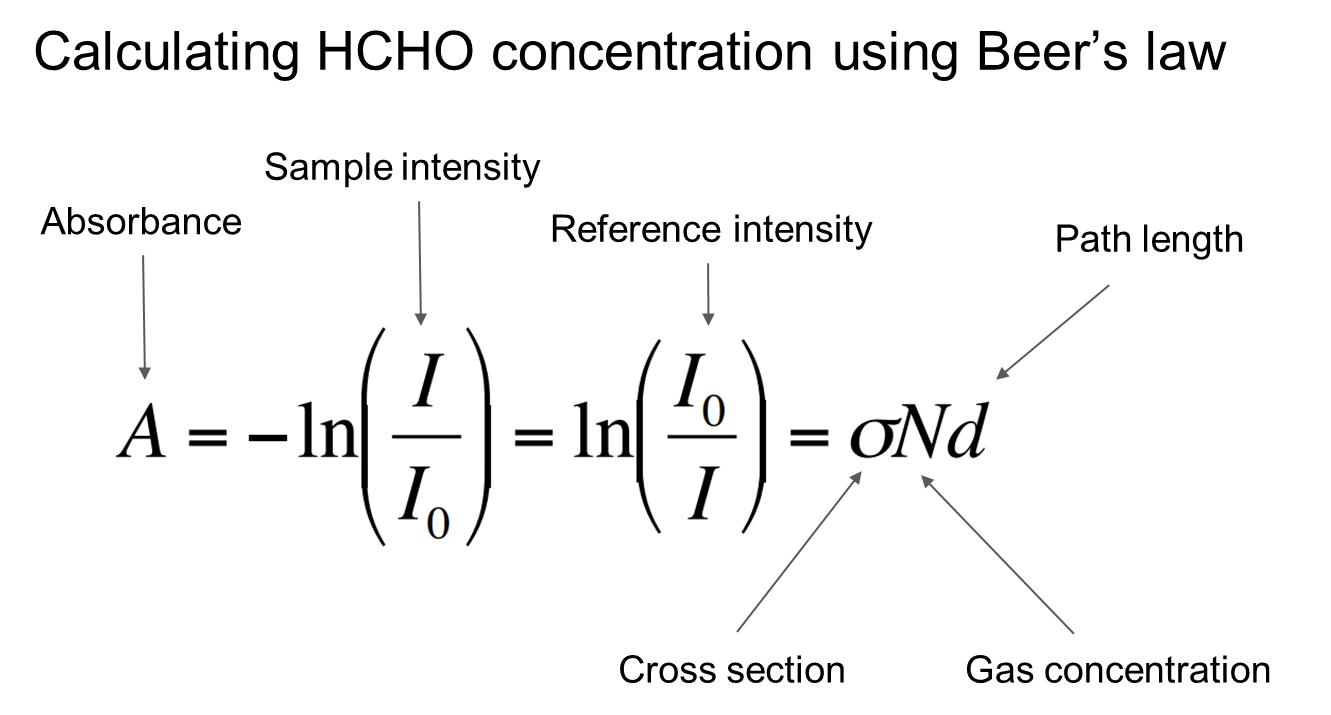 Calculating HCHO concentration using Beer’s law
Sample intensity
Absorbance
Reference intensity
Path length
A = −ln(I/I₀) = ln(I₀/I) = σNd
Cross section
Gas concentration